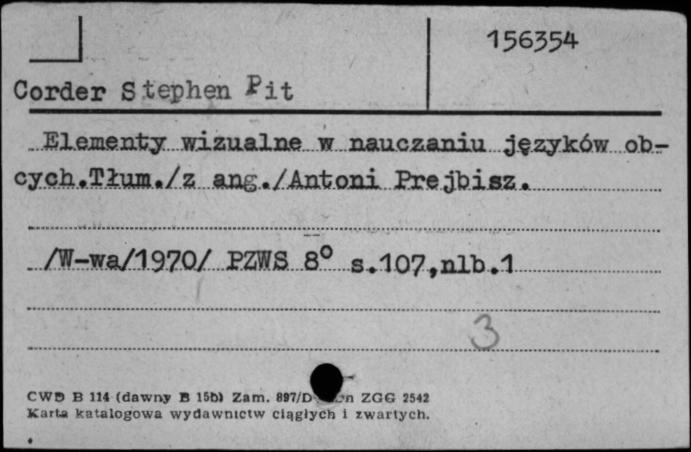 156354
Corder Stephen Pit
Elementy wizualne w nauczaniu języków ob-
cych.Tłum./z ang./Antoni Prejbisz.
/W-wa/1970/ PZWS 8° s.107,nlb.1
3
CWD B 114 (dawny B 15b) Zam. 897/D ZGG 2542
Karta katalogowa wydawnictw ciągłych i zwartych.